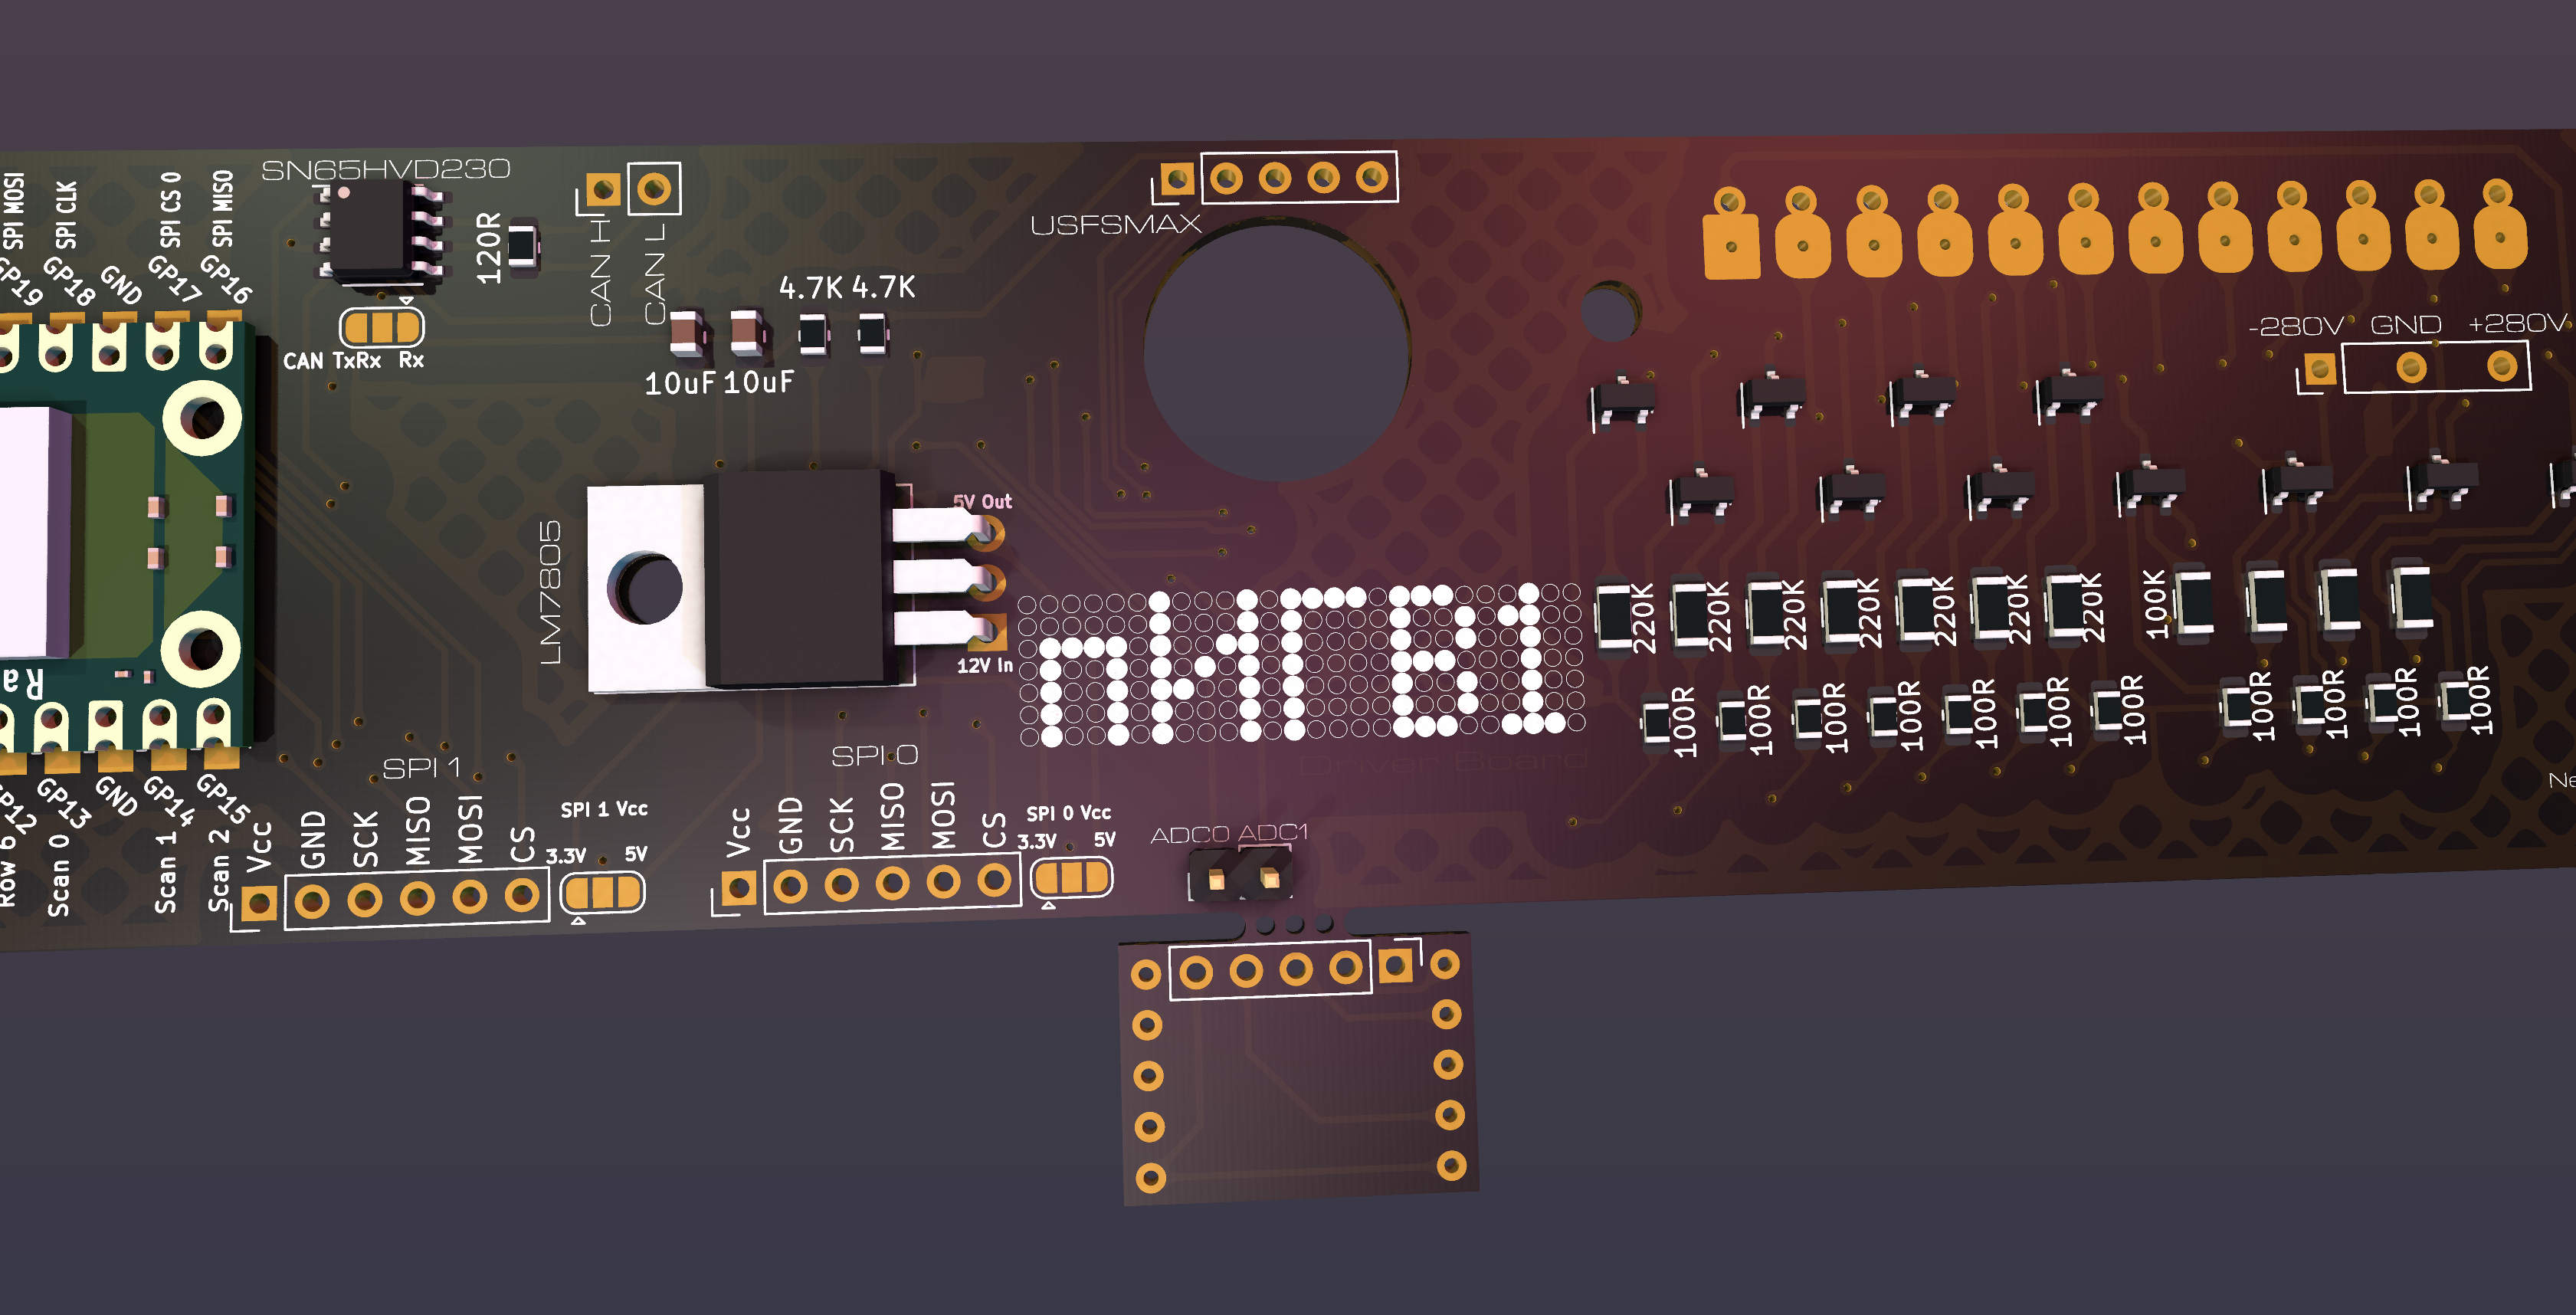 SN65HVD230
SPI MOSI
SPI CLK
SPI CS 0
SPI MISO
GP19
GP18
GND
GP17
GP16
120R
CAN H
CAN L
CAN TxRx Rx
USFSMAX
4.7K 4.7K
10uF 10uF
-280V GND +280V
LM7805
5V Out
12V In
220K
220K
220K
220K
220K
220K
220K
100K
100R
100R
100R
100R
100R
100R
100R
100R
100R
100R
100R
Ra
Driver Board
GP12
GP13
GND
GP14
GP15
Row 6
Scan 0
Scan 1
Scan 2
SPI 1
Vcc
GND
SCK
MISO
MOSI
CS
SPI 1 Vcc
3.3V 5V
SPI 0
Vcc
GND
SCK
MISO
MOSI
CS
SPI 0 Vcc
3.3V 5V
ADC0 ADC1